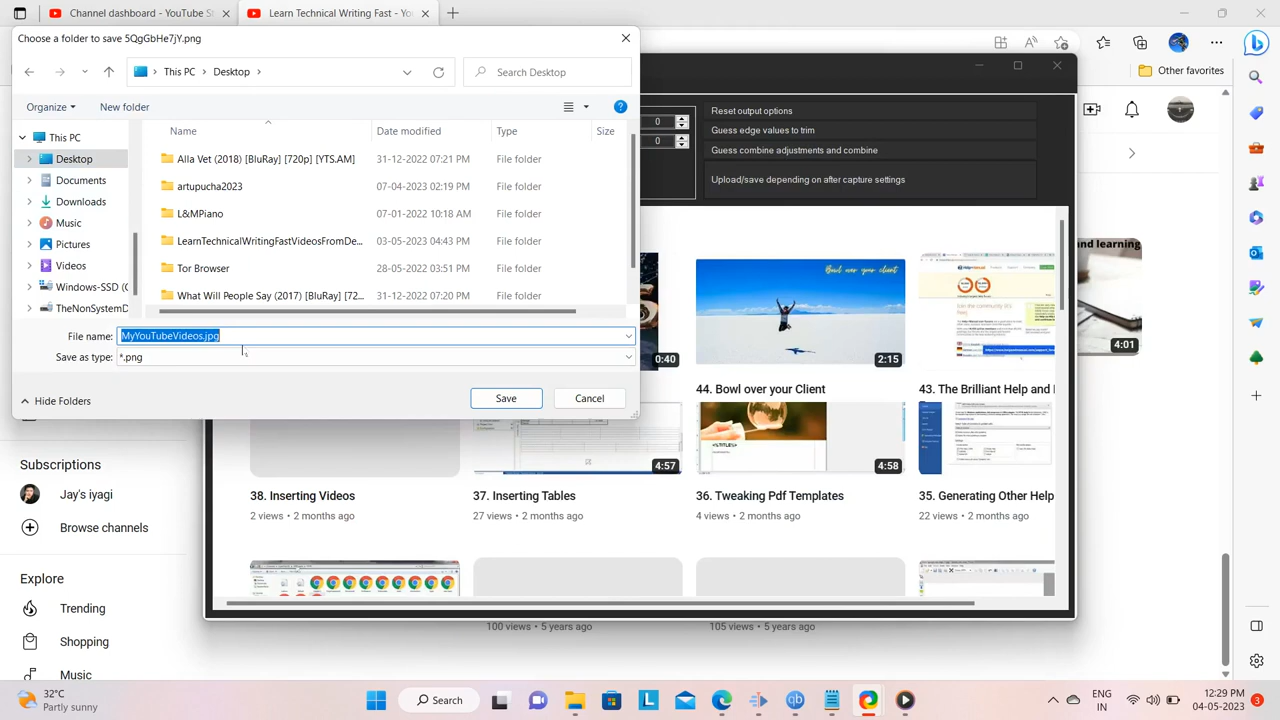 Channel dashboard - YouTube St
Learn Technical Writing Fast - Yo
Choose a folder to save 5QgGbHe7jY.png
This PC
Desktop
Search Desktop
Other favorites
Organize
New folder
Name
Date modified
Type
Size
This PC
Desktop
Documents
Downloads
Music
Pictures
Videos
Windows-SSD (
Alla Vet (2018) [BluRay] [720p] [YTS.AM]
31-12-2022 07:21 PM
File folder
artupucha2023
07-04-2023 02:19 PM
File folder
L&MPiano
07-01-2022 10:18 AM
File folder
LearnTechnicalWritingFastVideosFromDe...
03-05-2023 04:43 PM
File folder
Tor Browser
28-05-2022 03:51 PM
File folder
What Will People Say (2017) [BluRay] [72...
31-12-2022 07:20 PM
File folder
File name:
MyYouTubeVideos.jpg
Save as type:
*.png
Hide Folders
Save
Cancel
0
0
Reset output options
Guess edge values to trim
Guess combine adjustments and combine
Upload/save depending on after capture settings
and learning
4:01
0:40
Bowl over your client
2:15
44. Bowl over your Client
43. The Brilliant Help and
4:57
<STITLES>
4:58
38. Inserting Videos
2 views • 2 months ago
37. Inserting Tables
27 views • 2 months ago
36. Tweaking Pdf Templates
4 views • 2 months ago
35. Generating Other Help
22 views • 2 months ago
100 views • 5 years ago
105 views • 5 years ago
Subscriptions
Jay's iyagi
Browse channels
Explore
Trending
Shopping
Music
32°C
Partly sunny
Search
ENG
IN
12:29 PM
04-05-2023
3